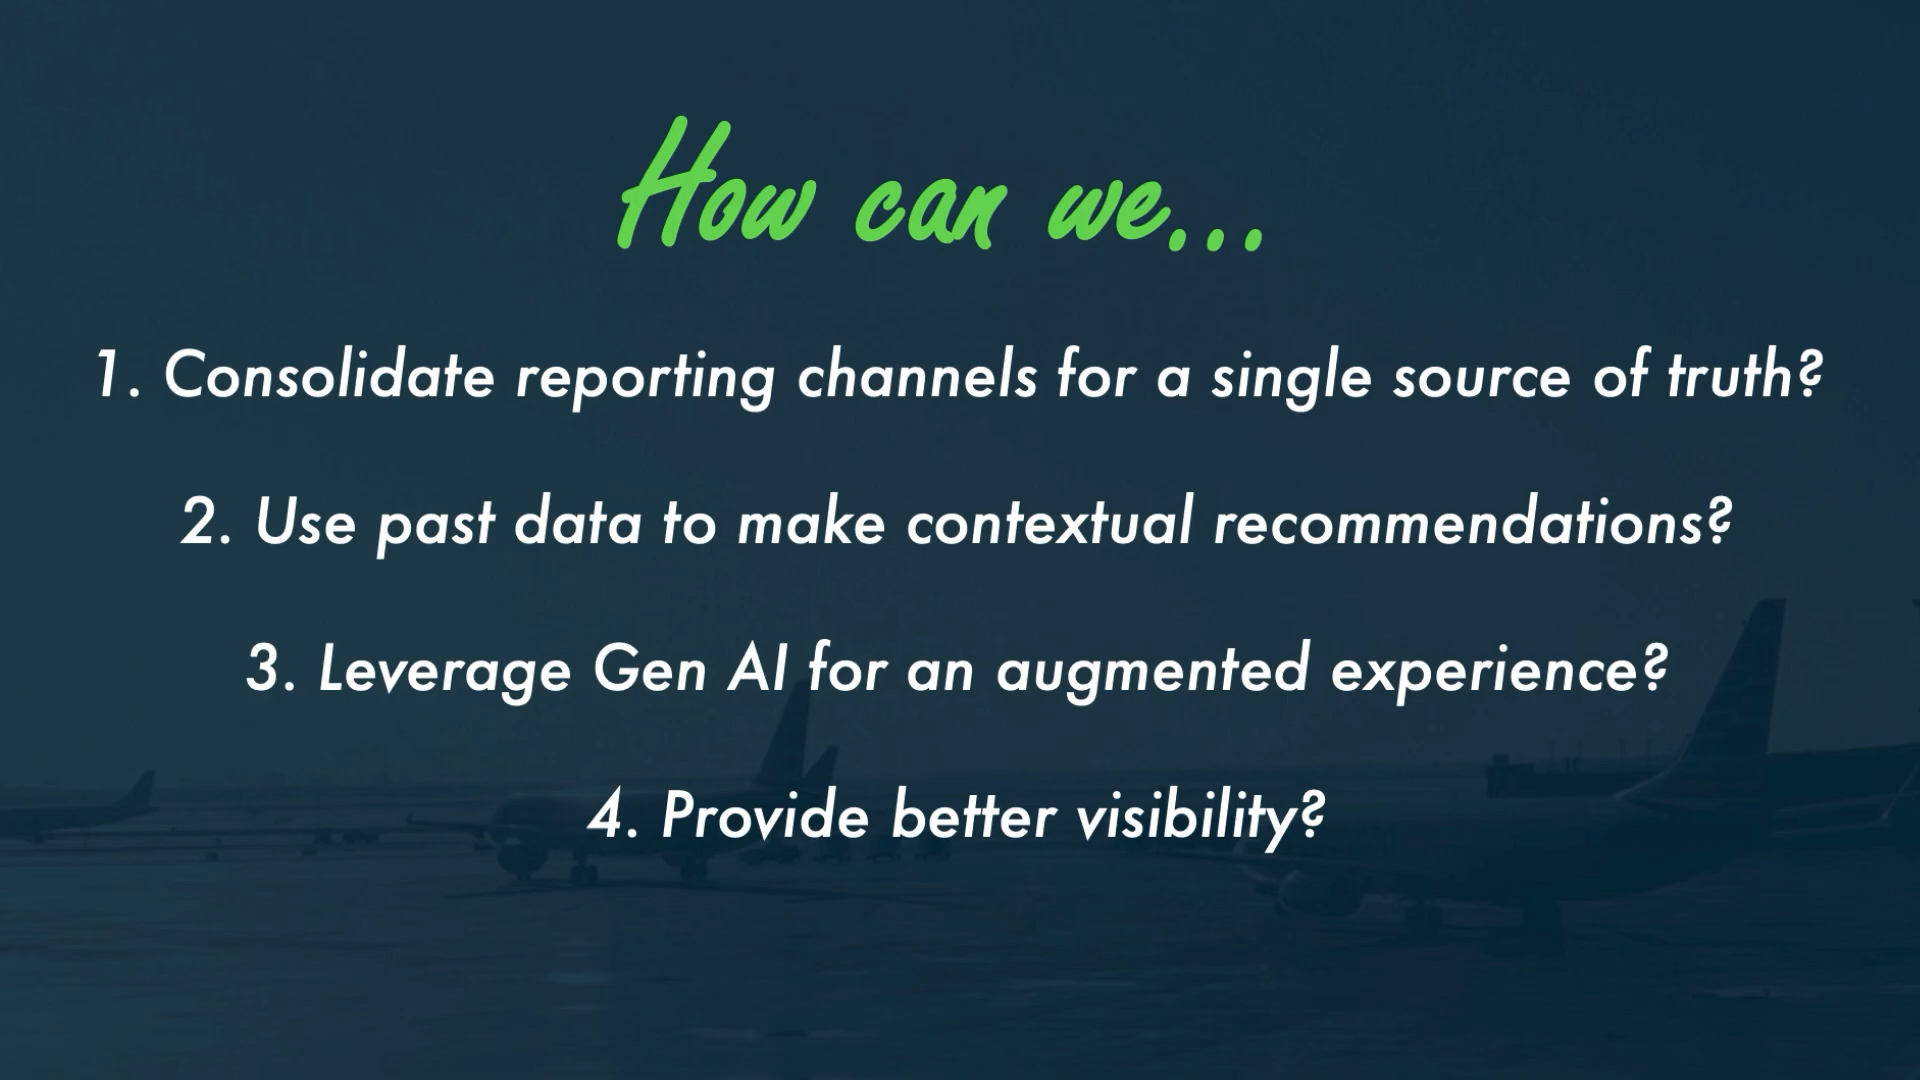 How can we...
1. Consolidate reporting channels for a single source of truth?
2. Use past data to make contextual recommendations?
3. Leverage Gen AI for an augmented experience?
4. Provide better visibility?